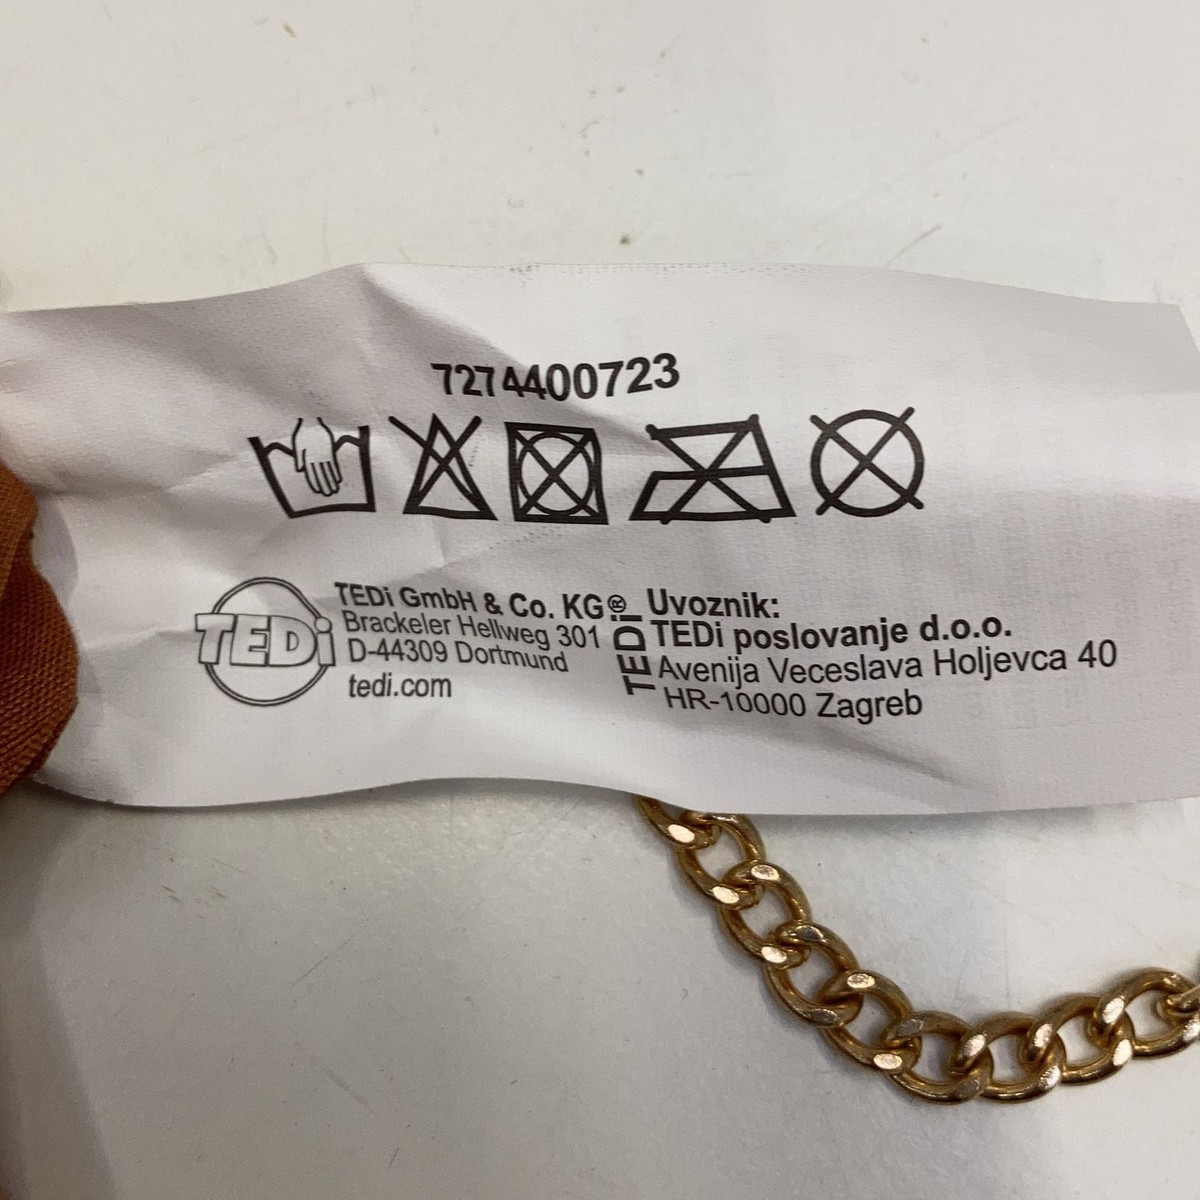 7274400723
TEDi
TEDi GmbH & Co. KG
Brackeler Hellweg 301
D-44309 Dortmund
tedi.com
TEDi®
Uvoznik:
TEDi poslovanje d.o.o.
Avenija Veceslava Holjevca 40
HR-10000 Zagreb